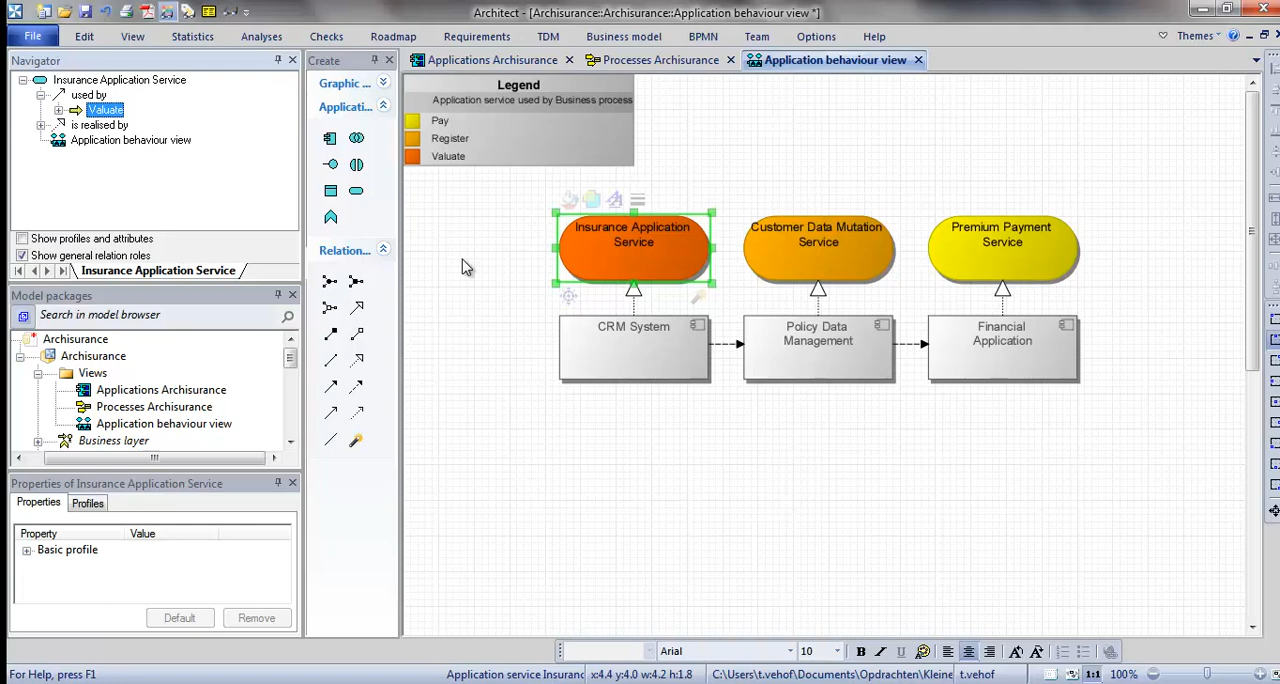 Architect - [Archisurance::Archisurance::Application behaviour view *]
File Edit View Statistics Analyses Checks Roadmap Requirements TDM Business model BPMN Team Options Help Themes
Navigator
Insurance Application Service
used by
Valuate
is realised by
Application behaviour view
Show profiles and attributes
Show general relation roles
Insurance Application Service
Model packages
Search in model browser
Archisurance
Archisurance
Views
Applications Archisurance
Processes Archisurance
Application behaviour view
Business layer
Properties of Insurance Application Service
Properties Profiles
Property Value
Basic profile
Default Remove
Create
Graphic ...
Applicati...
Relation...
Applications Archisurance Processes Archisurance Application behaviour view
Legend
Application service used by Business process
Pay
Register
Valuate
Insurance Application
Service
Customer Data Mutation
Service
Premium Payment
Service
CRM System
Policy Data
Management
Financial
Application
Arial 10 B I U
For Help, press F1 Application service Insuranc x:4.4 y:4.0 w:4.2 h:1.8 C:\Users\t.vehof\Documents\Opdrachten\Kleine t.vehof 1:1 100%